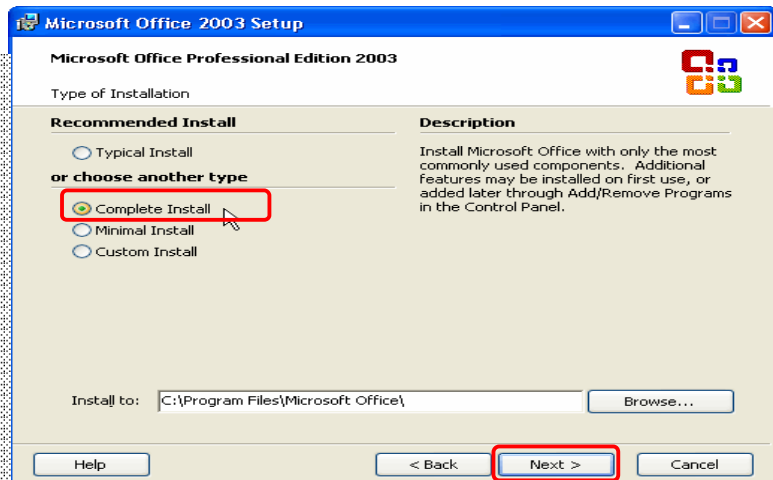 Microsoft Office 2003 Setup
Microsoft Office Professional Edition 2003
Type of Installation
Recommended Install
Typical Install
or choose another type
Complete Install
Minimal Install
Custom Install
Description
Install Microsoft Office with only the most
commonly used components. Additional
features may be installed on first use, or
added later through Add/Remove Programs
in the Control Panel.
Install to: C:\Program Files\Microsoft Office\ Browse...
Help < Back Next > Cancel